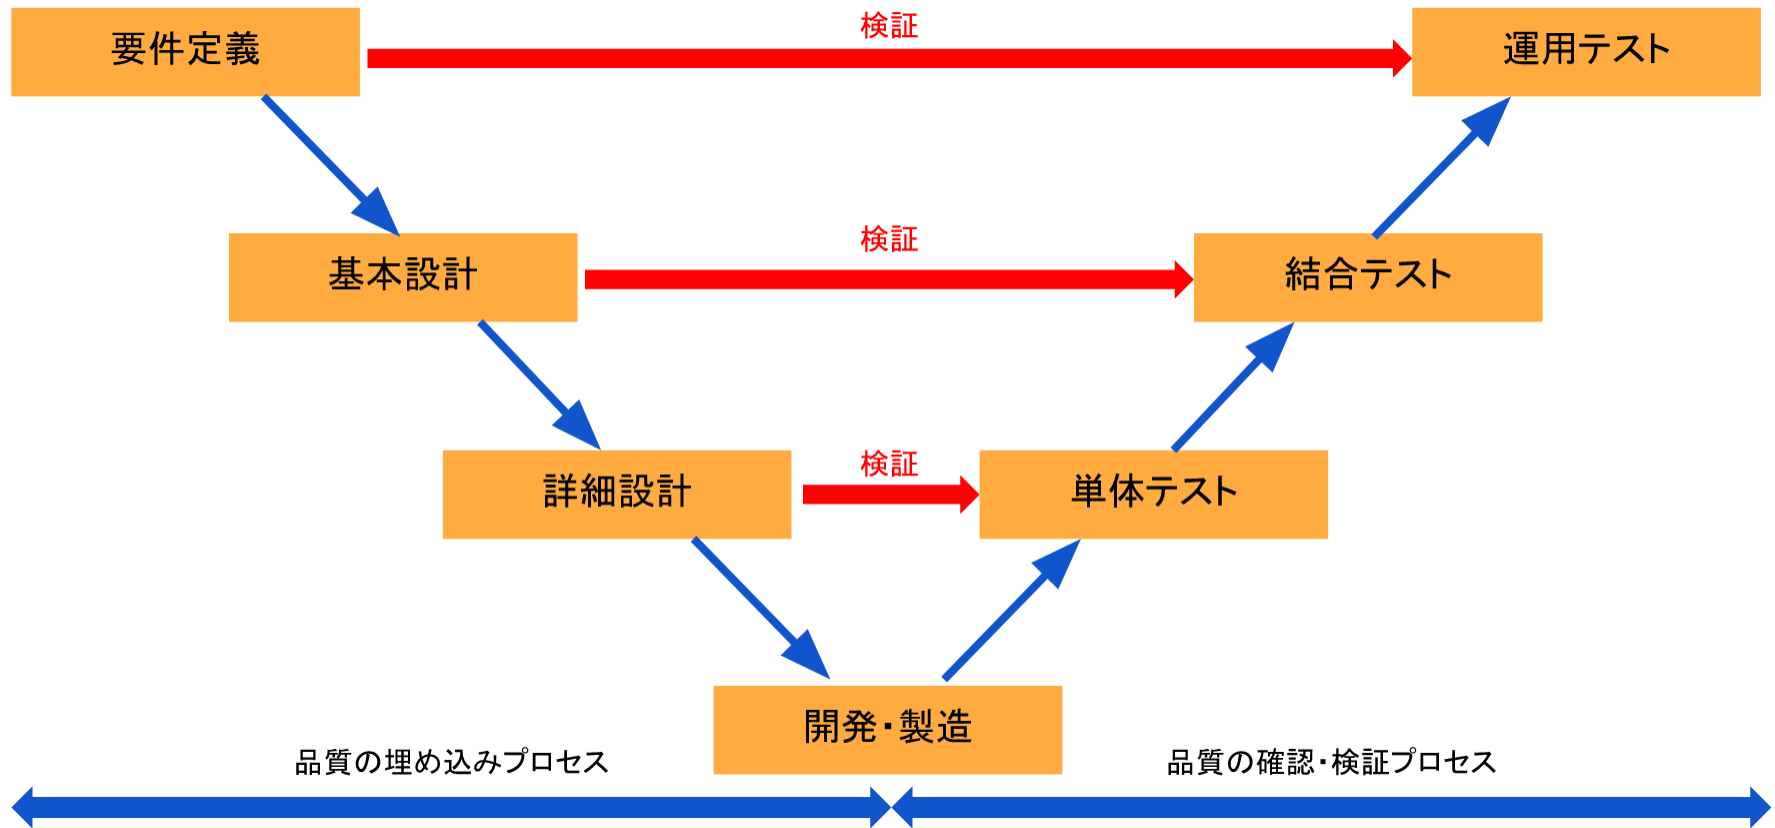 検証
要件定義
運用テスト
検証
基本設計
結合テスト
検証
詳細設計
単体テスト
開発・製造
品質の埋め込みプロセス
品質の確認・検証プロセス